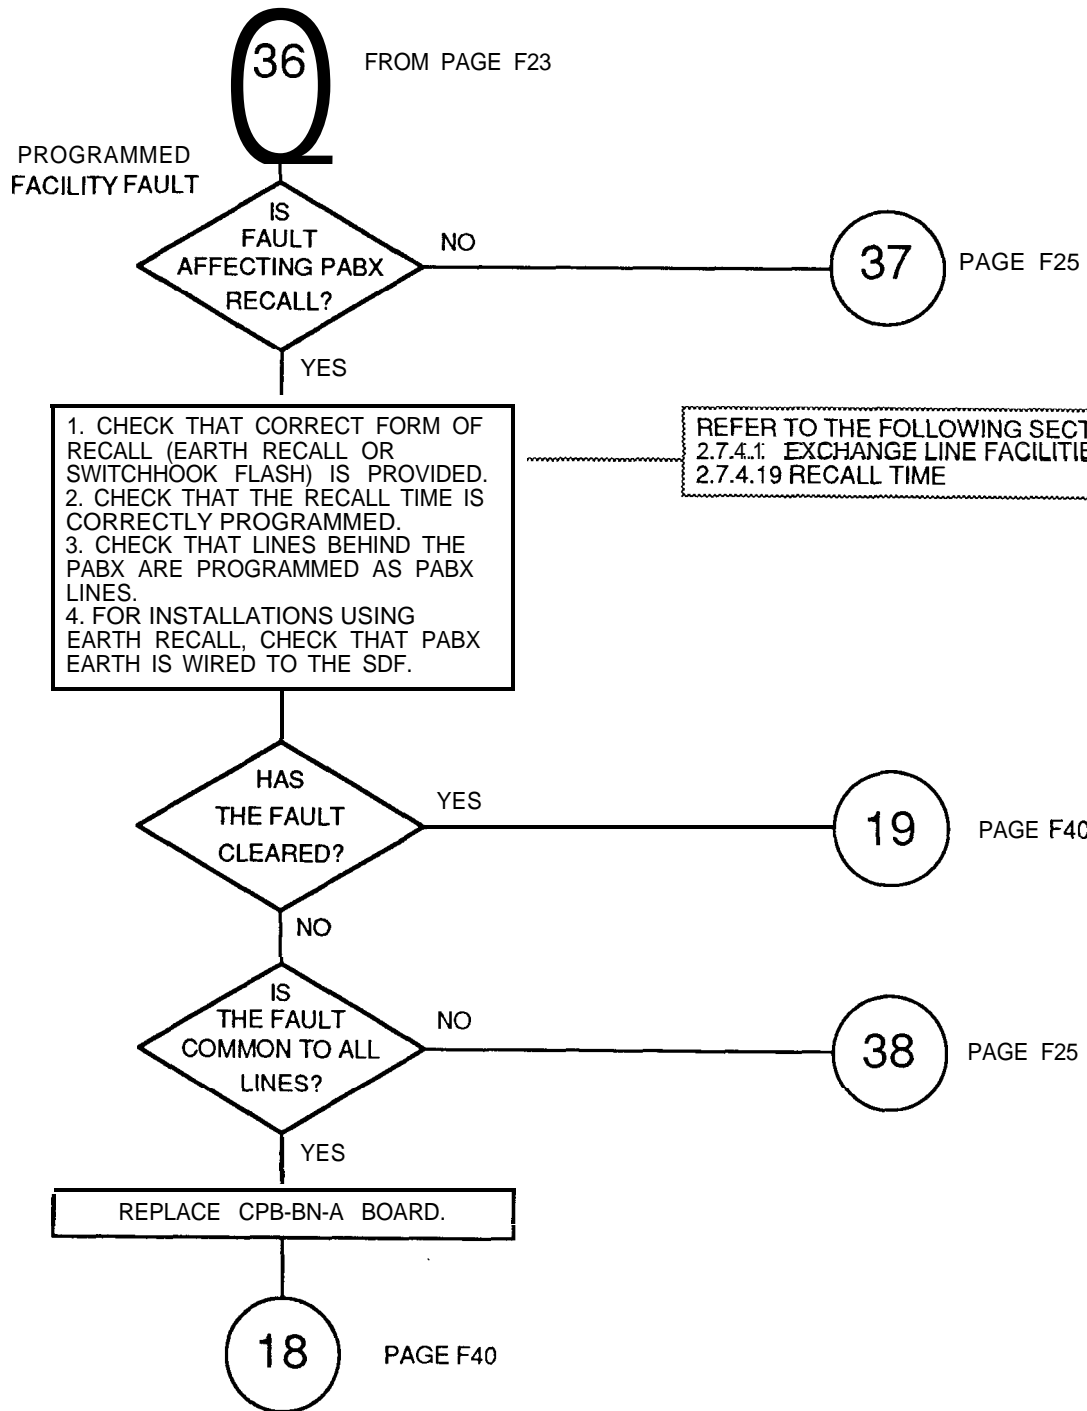 36
FROM PAGE F23
PROGRAMMED
FACILITY FAULT
IS
FAULT
AFFECTING PABX
RECALL?
NO
37
PAGE F25
YES
1. CHECK THAT CORRECT FORM OF
RECALL (EARTH RECALL OR
SWITCHHOOK FLASH) IS PROVIDED.
2. CHECK THAT THE RECALL TIME IS
CORRECTLY PROGRAMMED.
3. CHECK THAT LINES BEHIND THE
PABX ARE PROGRAMMED AS PABX
LINES.
4. FOR INSTALLATIONS USING
EARTH RECALL, CHECK THAT PABX
EARTH IS WIRED TO THE SDF.
REFER TO THE FOLLOWING SECT
2.7.4.1: EXCHANGE LINE FACILITIE
2.7.4.19 RECALL TIME
HAS
THE FAULT
CLEARED?
YES
19
PAGE F40
NO
IS
THE FAULT
COMMON TO ALL
LINES?
NO
38
PAGE F25
YES
REPLACE CPB-BN-A BOARD.
18
PAGE F40